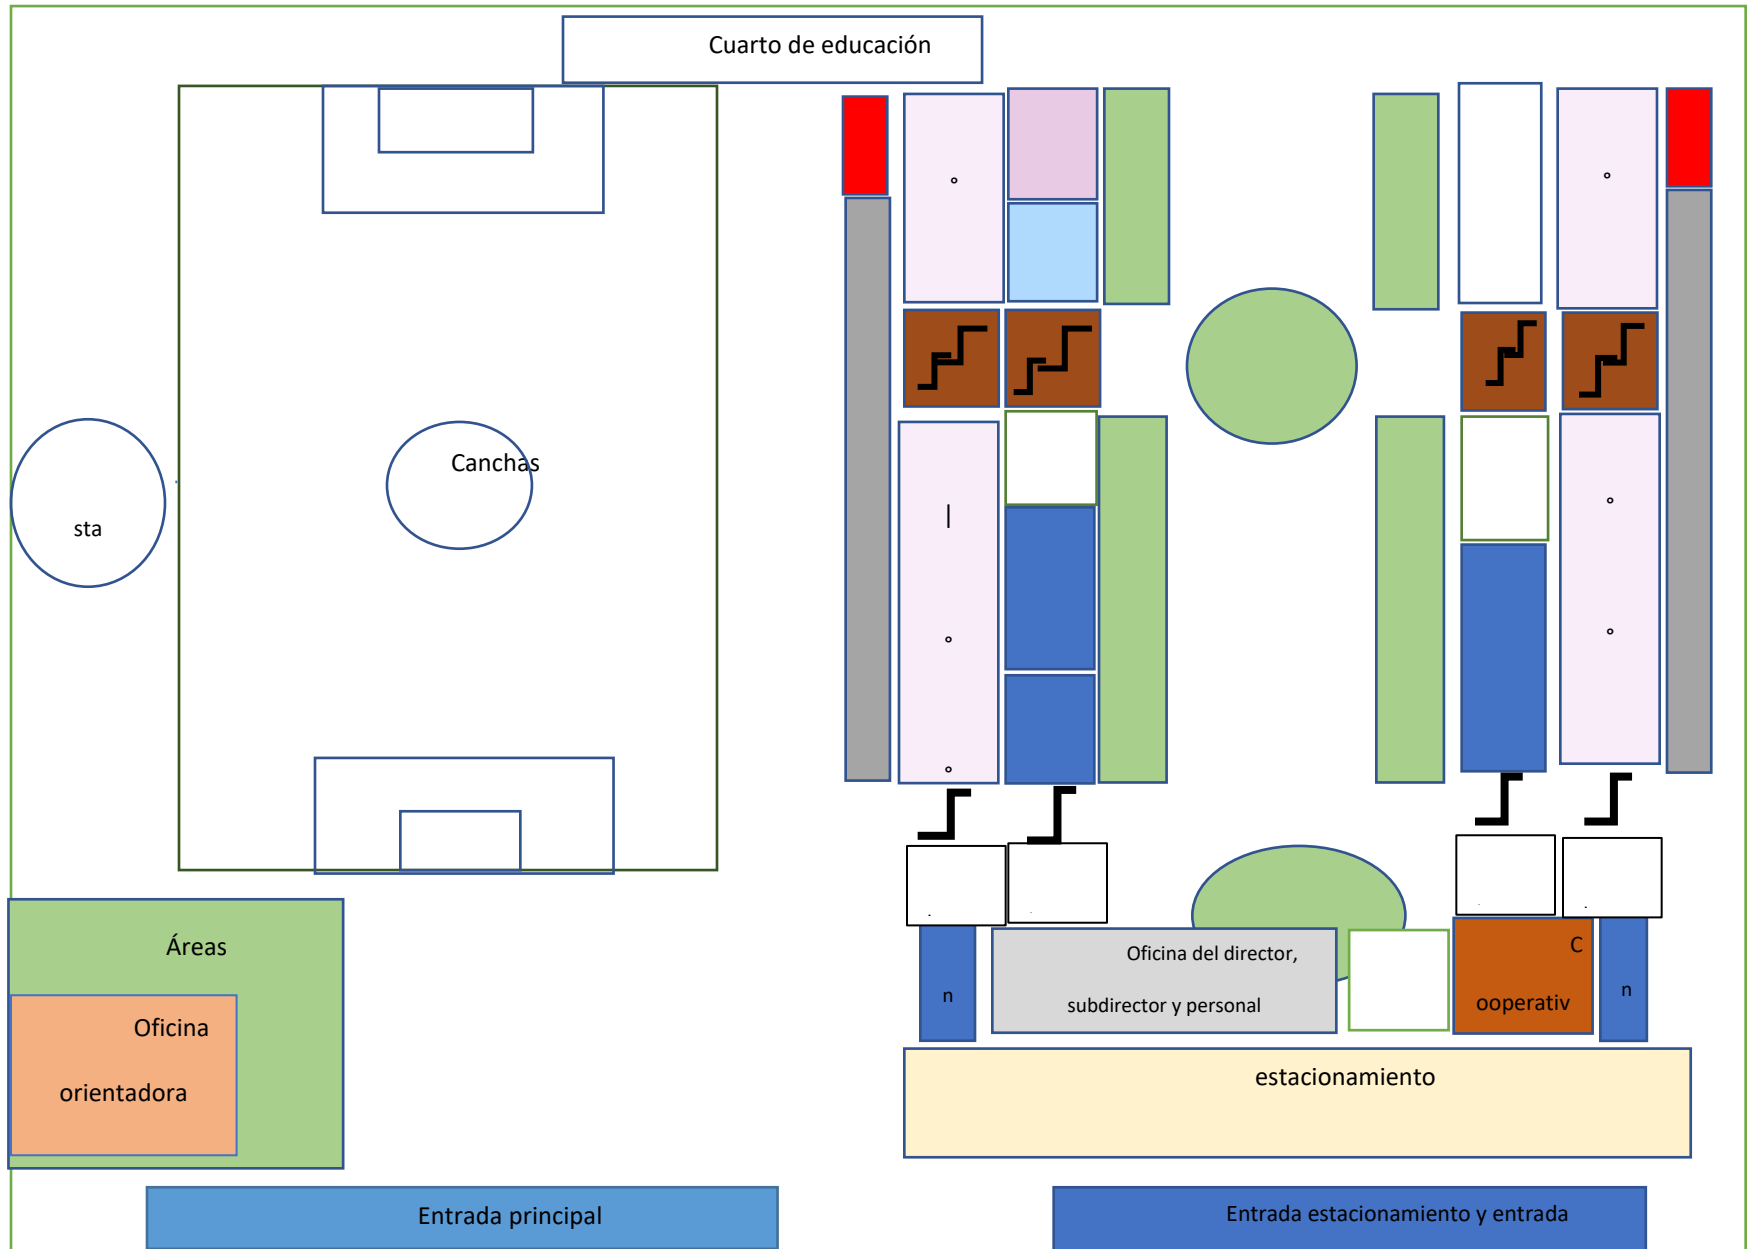 Cuarto de educación
°
°
Canchas
sta
|
°
°
°
°
Áreas
Oficina
orientadora
n
Oficina del director,
subdirector y personal
C
ooperativ
n
estacionamiento
Entrada principal
Entrada estacionamiento y entrada